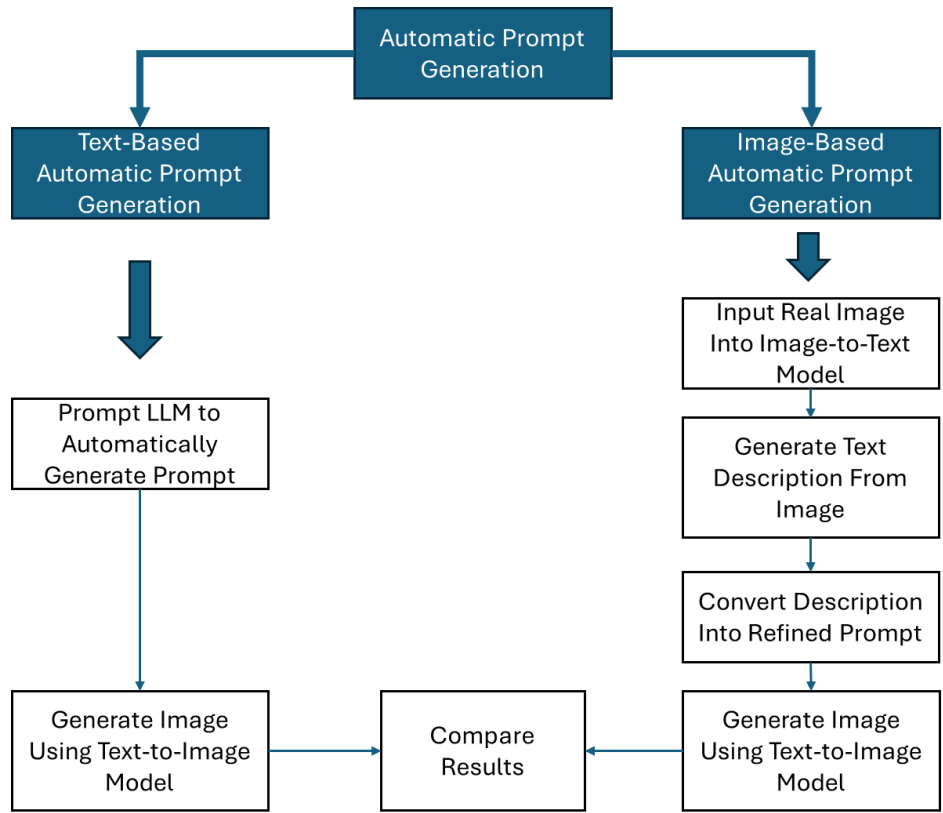 Automatic Prompt
Generation
Text-Based
Automatic Prompt
Generation
Image-Based
Automatic Prompt
Generation
Input Real Image
Into Image-to-Text
Model
Prompt LLM to
Automatically
Generate Prompt
Generate Text
Description From
Image
Convert Description
Into Refined Prompt
Generate Image
Using Text-to-Image
Model
Compare
Results
Generate Image
Using Text-to-Image
Model